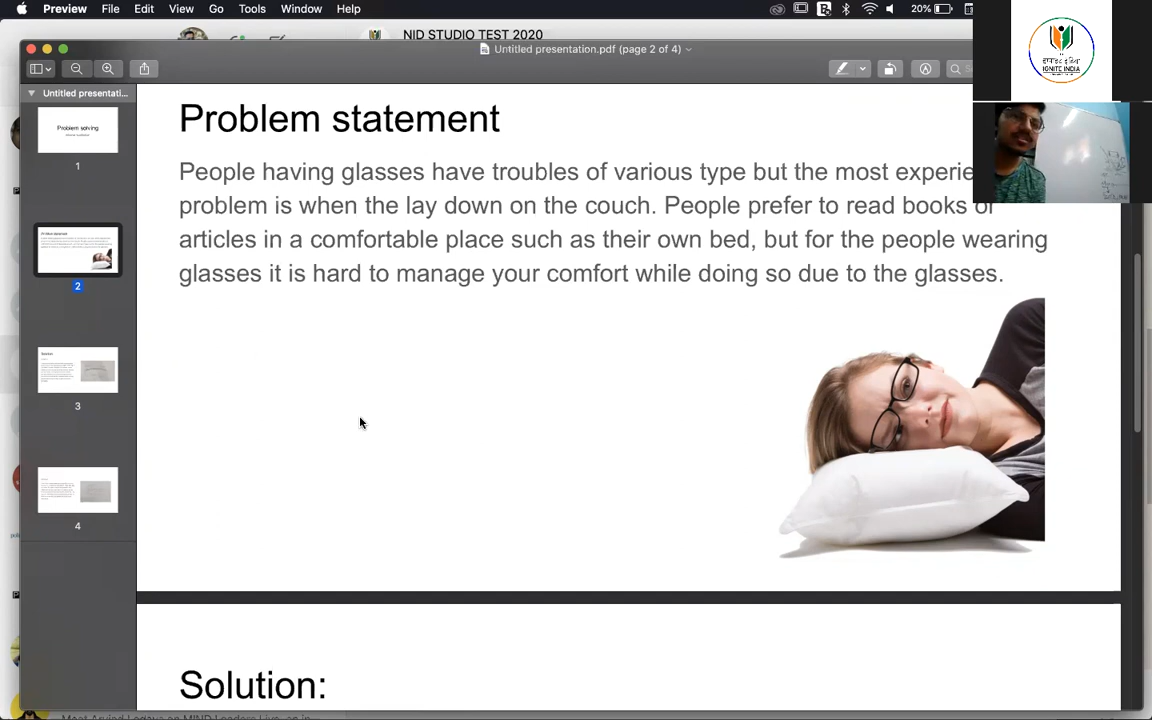 Preview File Edit View Go Tools Window Help
20%
NID STUDIO TEST 2020
Untitled presentation.pdf (page 2 of 4)
Untitled presentati...
Problem solving
1
2
3
4
Problem statement
People having glasses have troubles of various type but the most experie
problem is when the lay down on the couch. People prefer to read books or
articles in a comfortable place such as their own bed, but for the people wearing
glasses it is hard to manage your comfort while doing so due to the glasses.
Solution:
IGNITE INDIA